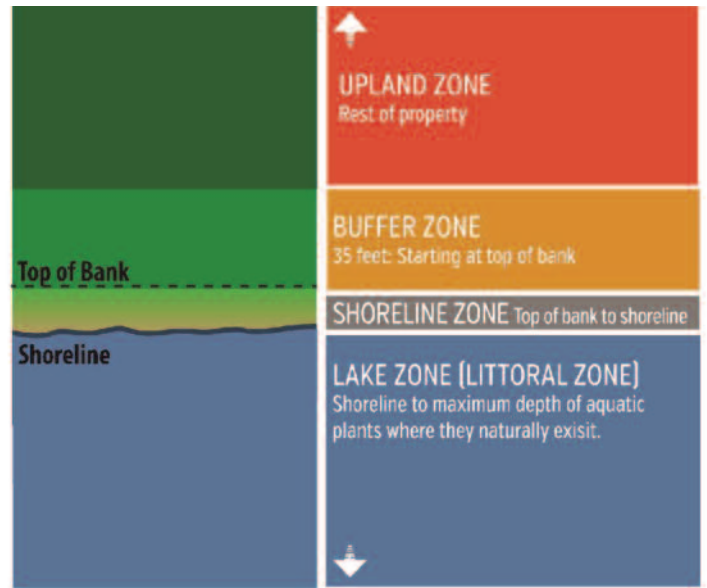 UPLAND ZONE
Rest of property
BUFFER ZONE
35 feet: Starting at top of bank
Top of Bank
SHORELINE ZONE Top of bank to shoreline
Shoreline
LAKE ZONE (LITTORAL ZONE)
Shoreline to maximum depth of aquatic
plants where they naturally exisit.